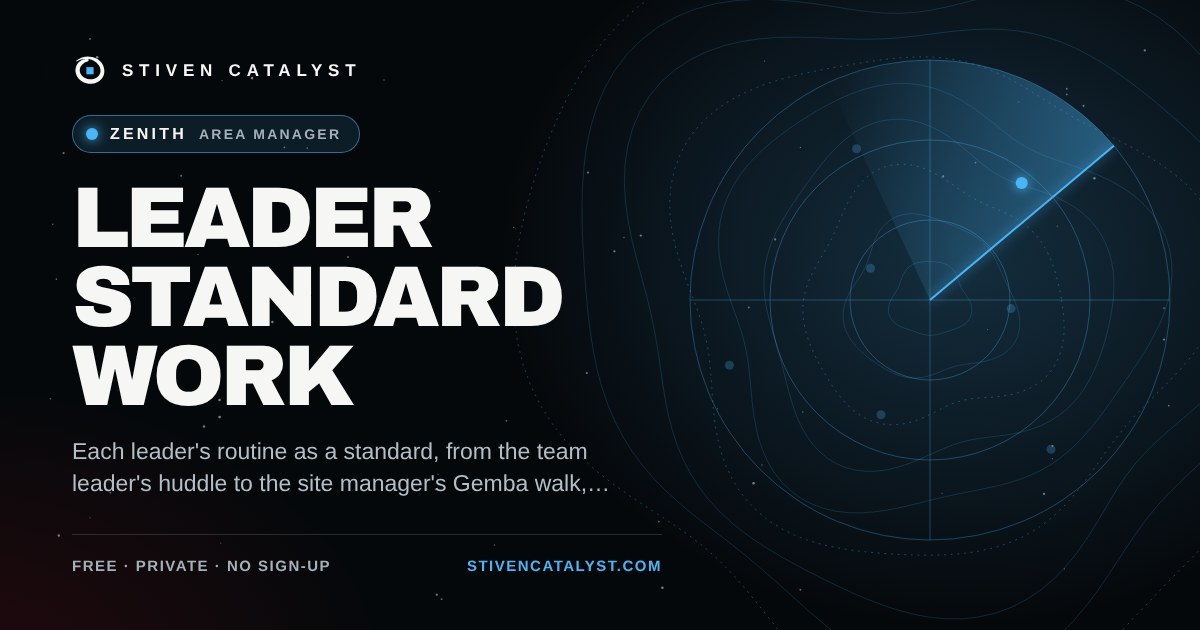 STIVEN CATALYST
ZENITH AREA MANAGER
LEADER
STANDARD
WORK
Each leader's routine as a standard, from the team
leader's huddle to the site manager's Gemba walk,…
FREE · PRIVATE · NO SIGN-UP
STIVENCATALYST.COM